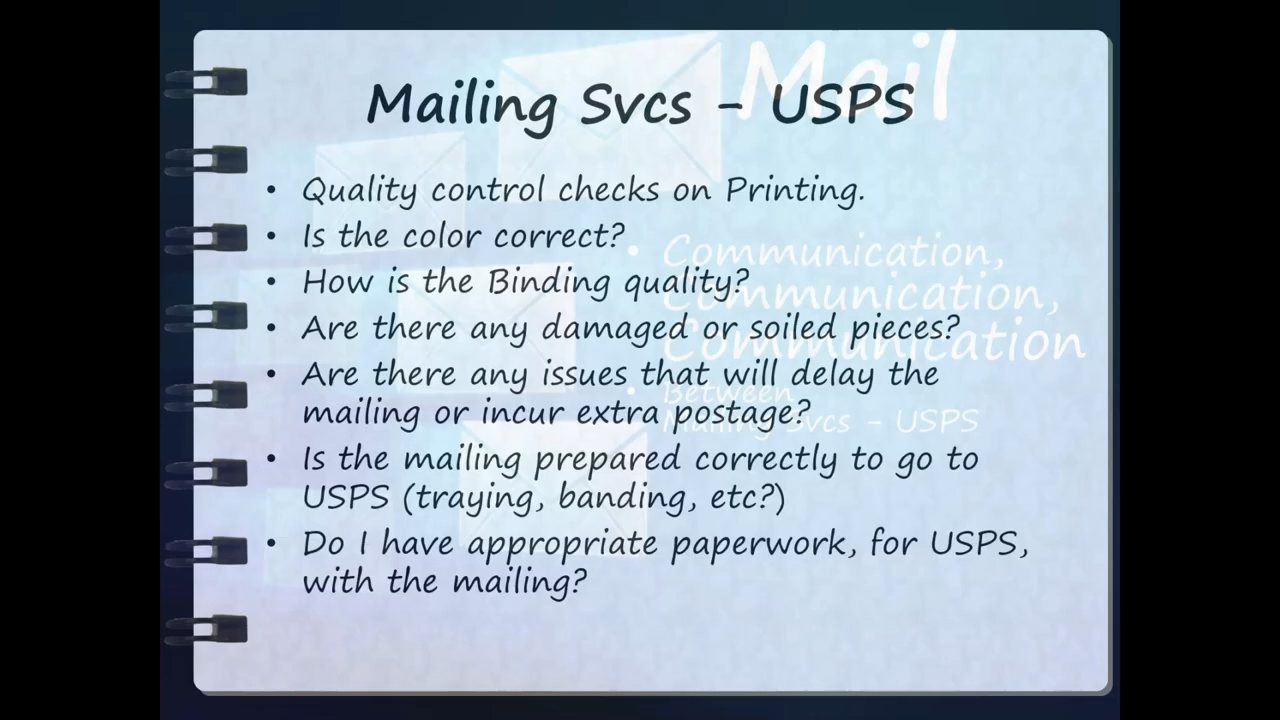 Mail
Mailing Svcs - USPS
• Quality control checks on Printing.
• Is the color correct?
• How is the Binding quality?
• Are there any damaged or soiled pieces?
• Are there any issues that will delay the
mailing or incur extra postage?
• Is the mailing prepared correctly to go to
USPS (traying, banding, etc?)
• Do I have appropriate paperwork, for USPS,
with the mailing?
• Communication,
Communication,
Communication
• Between
Mailing Svcs - USPS